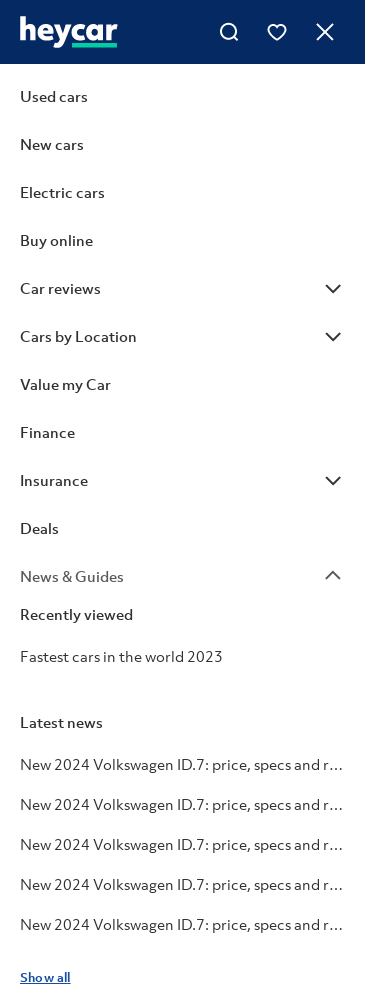 heycar
Used cars
New cars
Electric cars
Buy online
Car reviews
Cars by Location
Value my Car
Finance
Insurance
Deals
News & Guides
Recently viewed
Fastest cars in the world 2023
Latest news
New 2024 Volkswagen ID.7: price, specs and r...
New 2024 Volkswagen ID.7: price, specs and r...
New 2024 Volkswagen ID.7: price, specs and r...
New 2024 Volkswagen ID.7: price, specs and r...
New 2024 Volkswagen ID.7: price, specs and r...
Show all